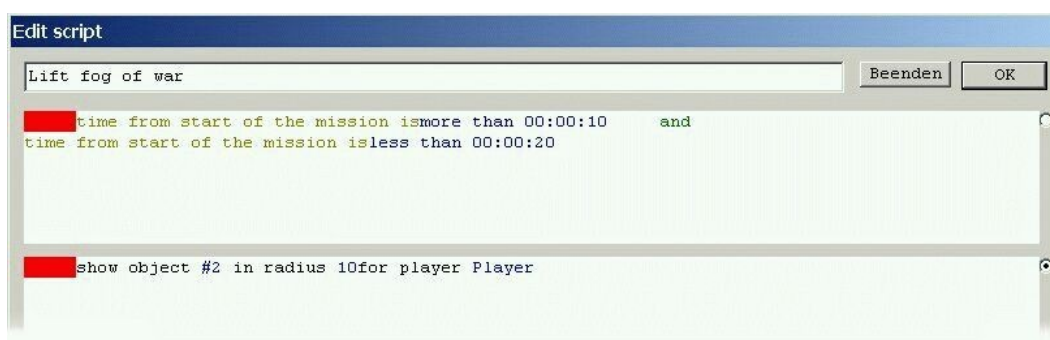 Edit script
Lift fog of war Beenden OK
time from start of the mission ismore than 00:00:10 and
time from start of the mission isless than 00:00:20
show object #2 in radius 10for player Player